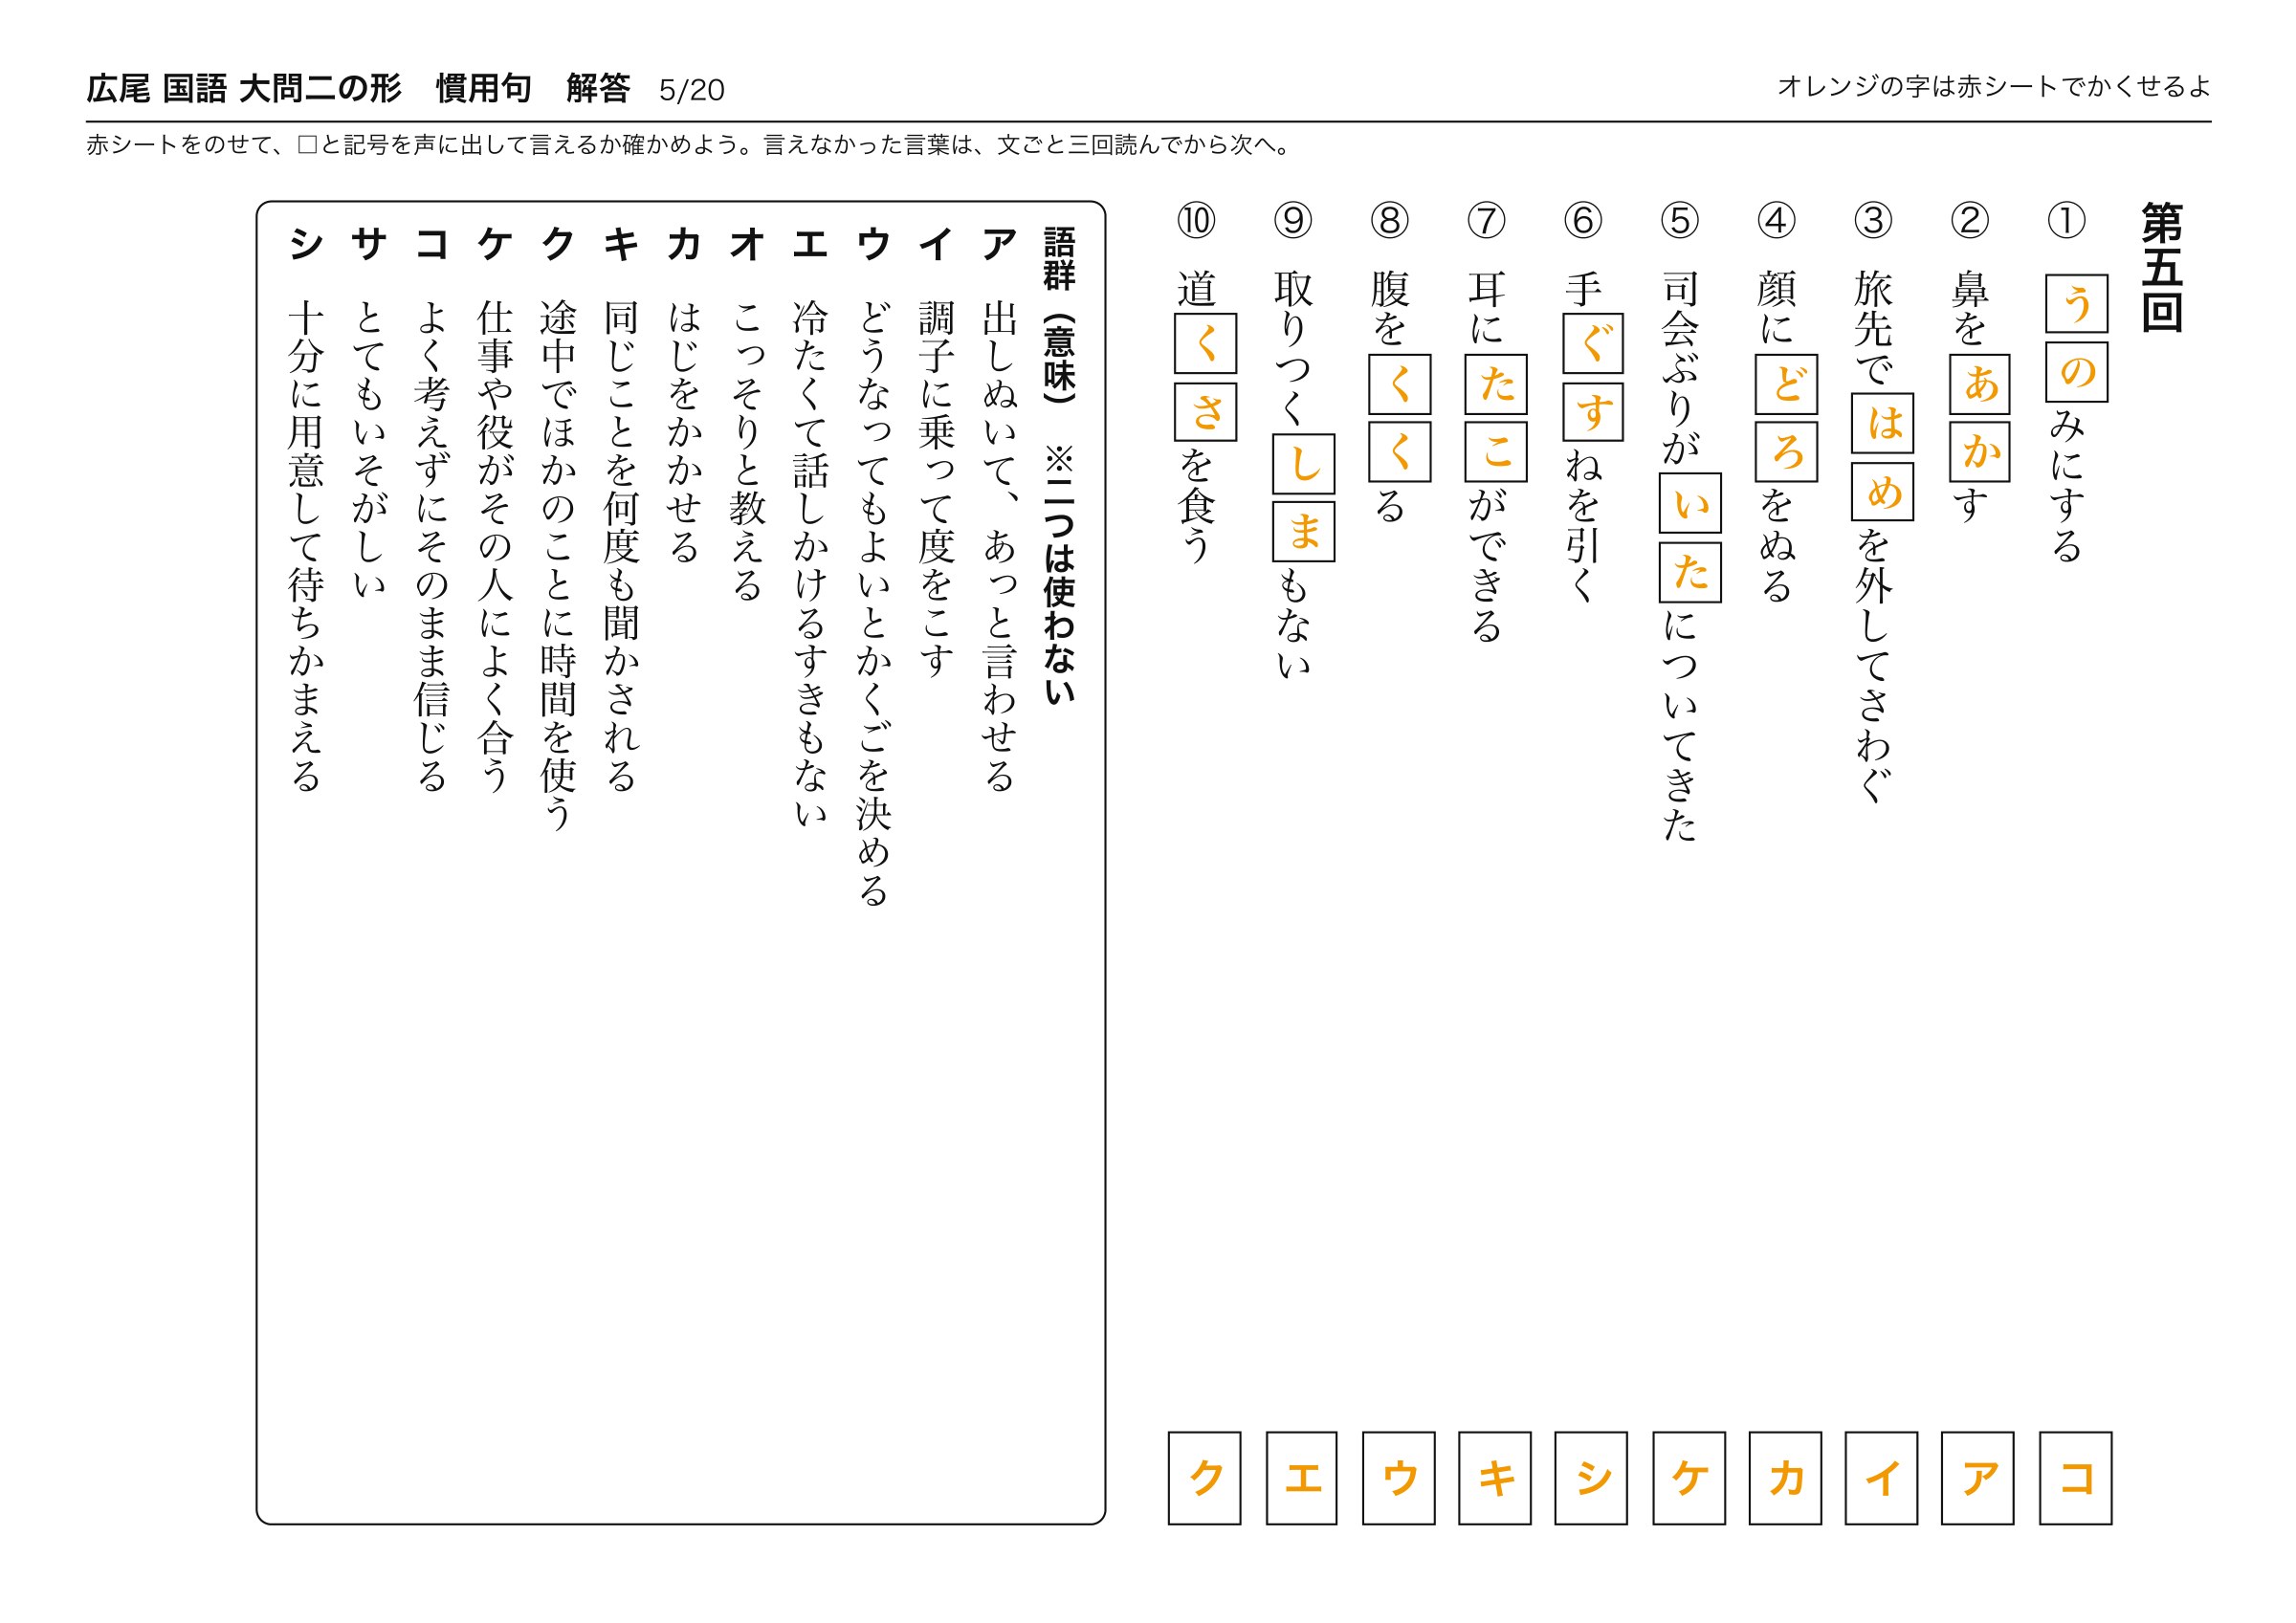 広尾 国語 大問二の形　慣用句　解答　5/20
オレンジの字は赤シートでかくせるよ
赤シートをのせて、□と記号を声に出して言えるか確かめよう。言えなかった言葉は、文ごと三回読んでから次へ。
第五回
① うのみにする　コ
② 鼻をあかす　ア
③ 旅先ではめを外してさわぐ　イ
④ 顔にどろをぬる　カ
⑤ 司会ぶりがいたについてきた　ケ
⑥ 手ぐすねを引く　シ
⑦ 耳にたこができる　キ
⑧ 腹をくくる　ウ
⑨ 取りつくしまもない　エ
⑩ 道くさを食う　ク
語群（意味）　※二つは使わない
ア　出しぬいて、あっと言わせる
イ　調子に乗って度をこす
ウ　どうなってもよいとかくごを決める
エ　冷たくて話しかけるすきもない
オ　こっそりと教える
カ　はじをかかせる
キ　同じことを何度も聞かされる
ク　途中でほかのことに時間を使う
ケ　仕事や役がその人によく合う
コ　よく考えずにそのまま信じる
サ　とてもいそがしい
シ　十分に用意して待ちかまえる